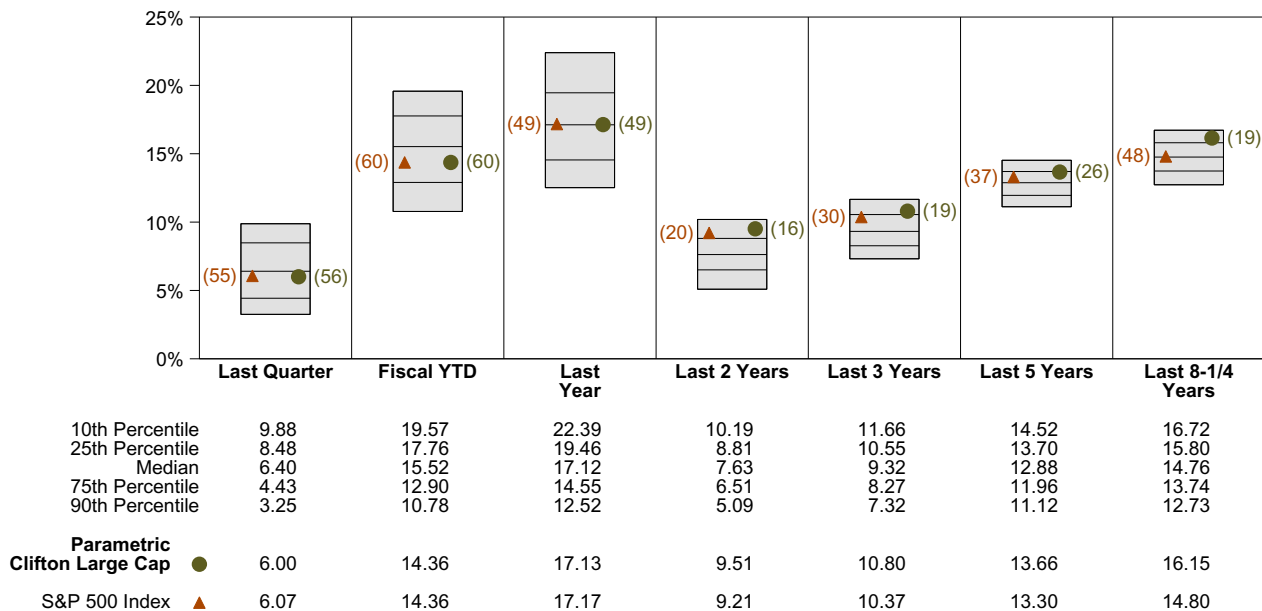 25%
20%
15%
10%
5%
0%
(55) (56)
(60) (60)
(49) (49)
(20) (16)
(30) (19)
(37) (26)
(48) (19)
Last Quarter Fiscal YTD Last Year Last 2 Years Last 3 Years Last 5 Years Last 8-1/4 Years
10th Percentile 9.88 19.57 22.39 10.19 11.66 14.52 16.72
25th Percentile 8.48 17.76 19.46 8.81 10.55 13.70 15.80
Median 6.40 15.52 17.12 7.63 9.32 12.88 14.76
75th Percentile 4.43 12.90 14.55 6.51 8.27 11.96 13.74
90th Percentile 3.25 10.78 12.52 5.09 7.32 11.12 12.73
Parametric
Clifton Large Cap 6.00 14.36 17.13 9.51 10.80 13.66 16.15
S&P 500 Index 6.07 14.36 17.17 9.21 10.37 13.30 14.80